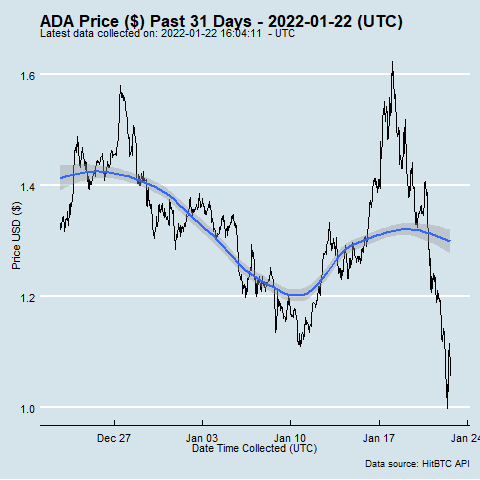 ADA Price ($) Past 31 Days - 2022-01-22 (UTC)
Latest data collected on: 2022-01-22 16:04:11  - UTC
1.6
1.4
1.2
1.0
Price USD ($)
Dec 27
Jan 03
Jan 10
Jan 17
Jan 24
Date Time Collected (UTC)
Data source: HitBTC API